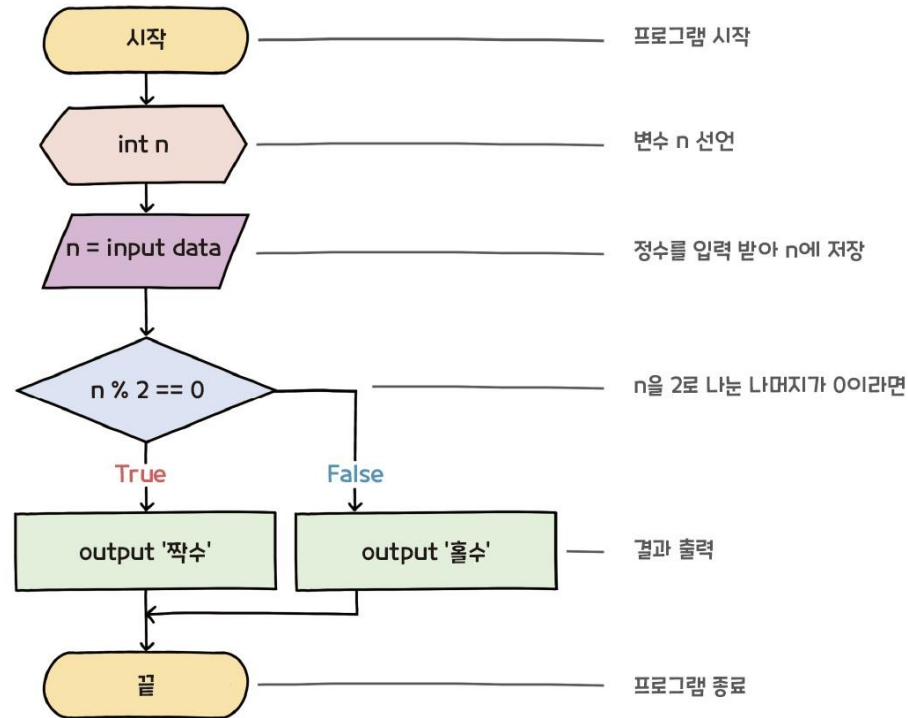 시작
프로그램 시작
int n
변수 n 선언
n = input data
정수를 입력 받아 n에 저장
n % 2 == 0
n을 2로 나눈 나머지가 0이라면
True
False
output '짝수'
output '홀수'
결과 출력
끝
프로그램 종료